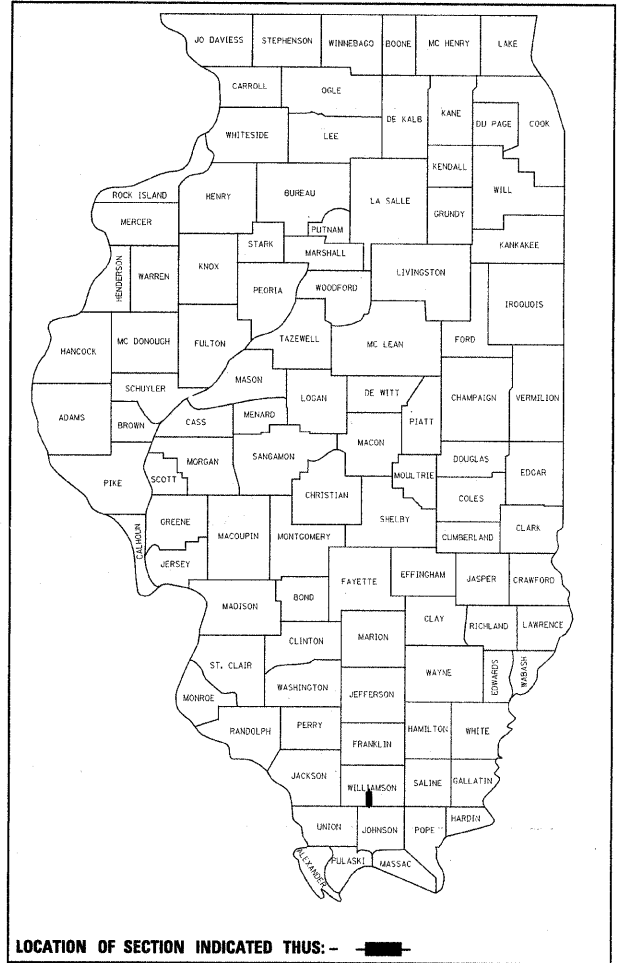 JO DAVIESS STEPHENSON WINNEBAGO BOONE MC HENRY LAKE
CARROLL OGLE DE KALB KANE DU PAGE COOK
WHITESIDE LEE
KENDALL WILL
ROCK ISLAND HENRY BUREAU LA SALLE GRUNDY
MERCER PUTNAM
STARK MARSHALL KANKAKEE
HENDERSON WARREN KNOX PEORIA WOODFORD LIVINGSTON IROQUOIS
HANCOCK MC DONOUGH FULTON TAZEWELL MC LEAN FORD
SCHUYLER MASON LOGAN DE WITT CHAMPAIGN VERMILION
ADAMS BROWN CASS MENARD PIATT
MORGAN SANGAMON MACON DOUGLAS
PIKE SCOTT CHRISTIAN MOULTRIE COLES EDGAR
CALHOUN GREENE MACOUPIN MONTGOMERY SHELBY CUMBERLAND CLARK
JERSEY FAYETTE EFFINGHAM JASPER CRAWFORD
MADISON BOND
CLINTON MARION CLAY RICHLAND LAWRENCE
ST. CLAIR WAYNE EDWARDS WABASH
MONROE WASHINGTON JEFFERSON
RANDOLPH PERRY HAMILTON WHITE
FRANKLIN
JACKSON WILLIAMSON SALINE GALLATIN
UNION JOHNSON POPE HARDIN
ALEXANDER PULASKI MASSAC
LOCATION OF SECTION INDICATED THUS: -